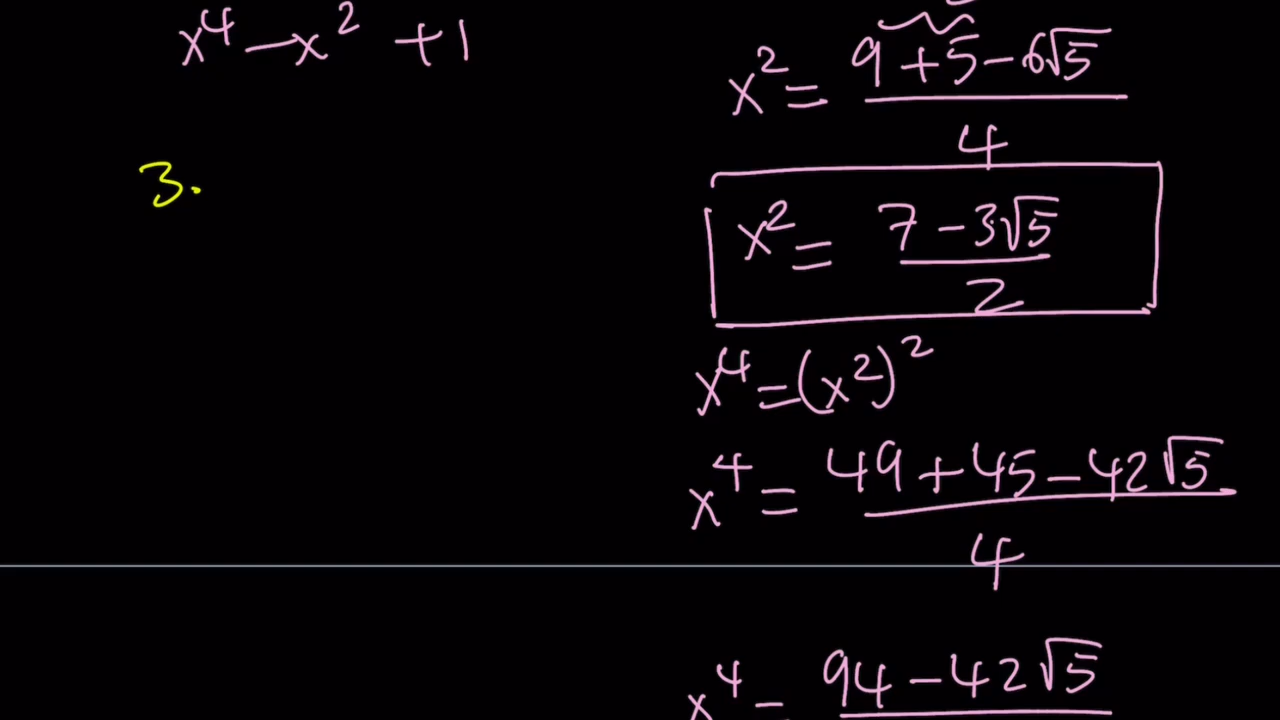 x⁴ − x² + 1
3.
x² = (9 + 5 − 6√5)/4
x² = (7 − 3√5)/2
x⁴ = (x²)²
x⁴ = (49 + 45 − 42√5)/4
x⁴ = 94 − 42√5